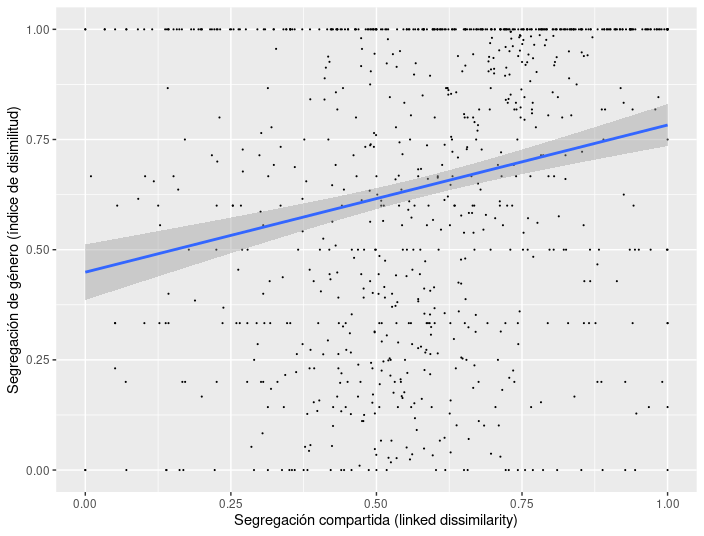 1.00
0.75
0.50
0.25
0.00
Segregación de género (índice de disimilitud)
0.00 0.25 0.50 0.75 1.00
Segregación compartida (linked dissimilarity)